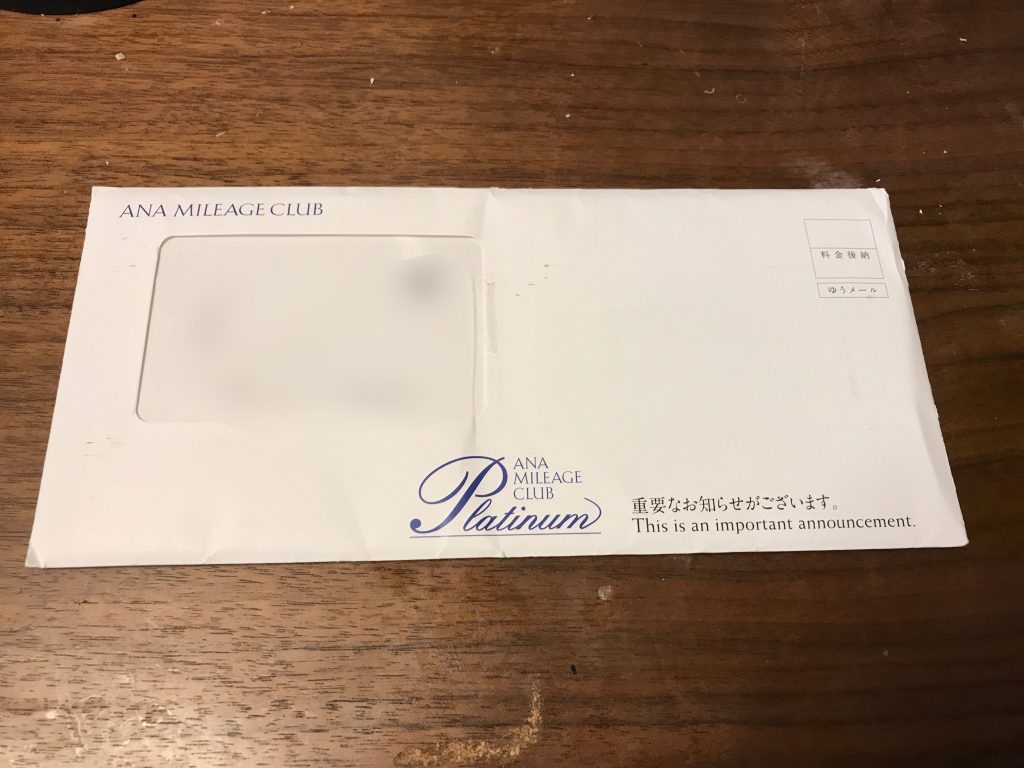 ANA MILEAGE CLUB
料金後納
ゆうメール
ANA
MILEAGE
CLUB
Platinum
重要なお知らせがございます。
This is an important announcement.